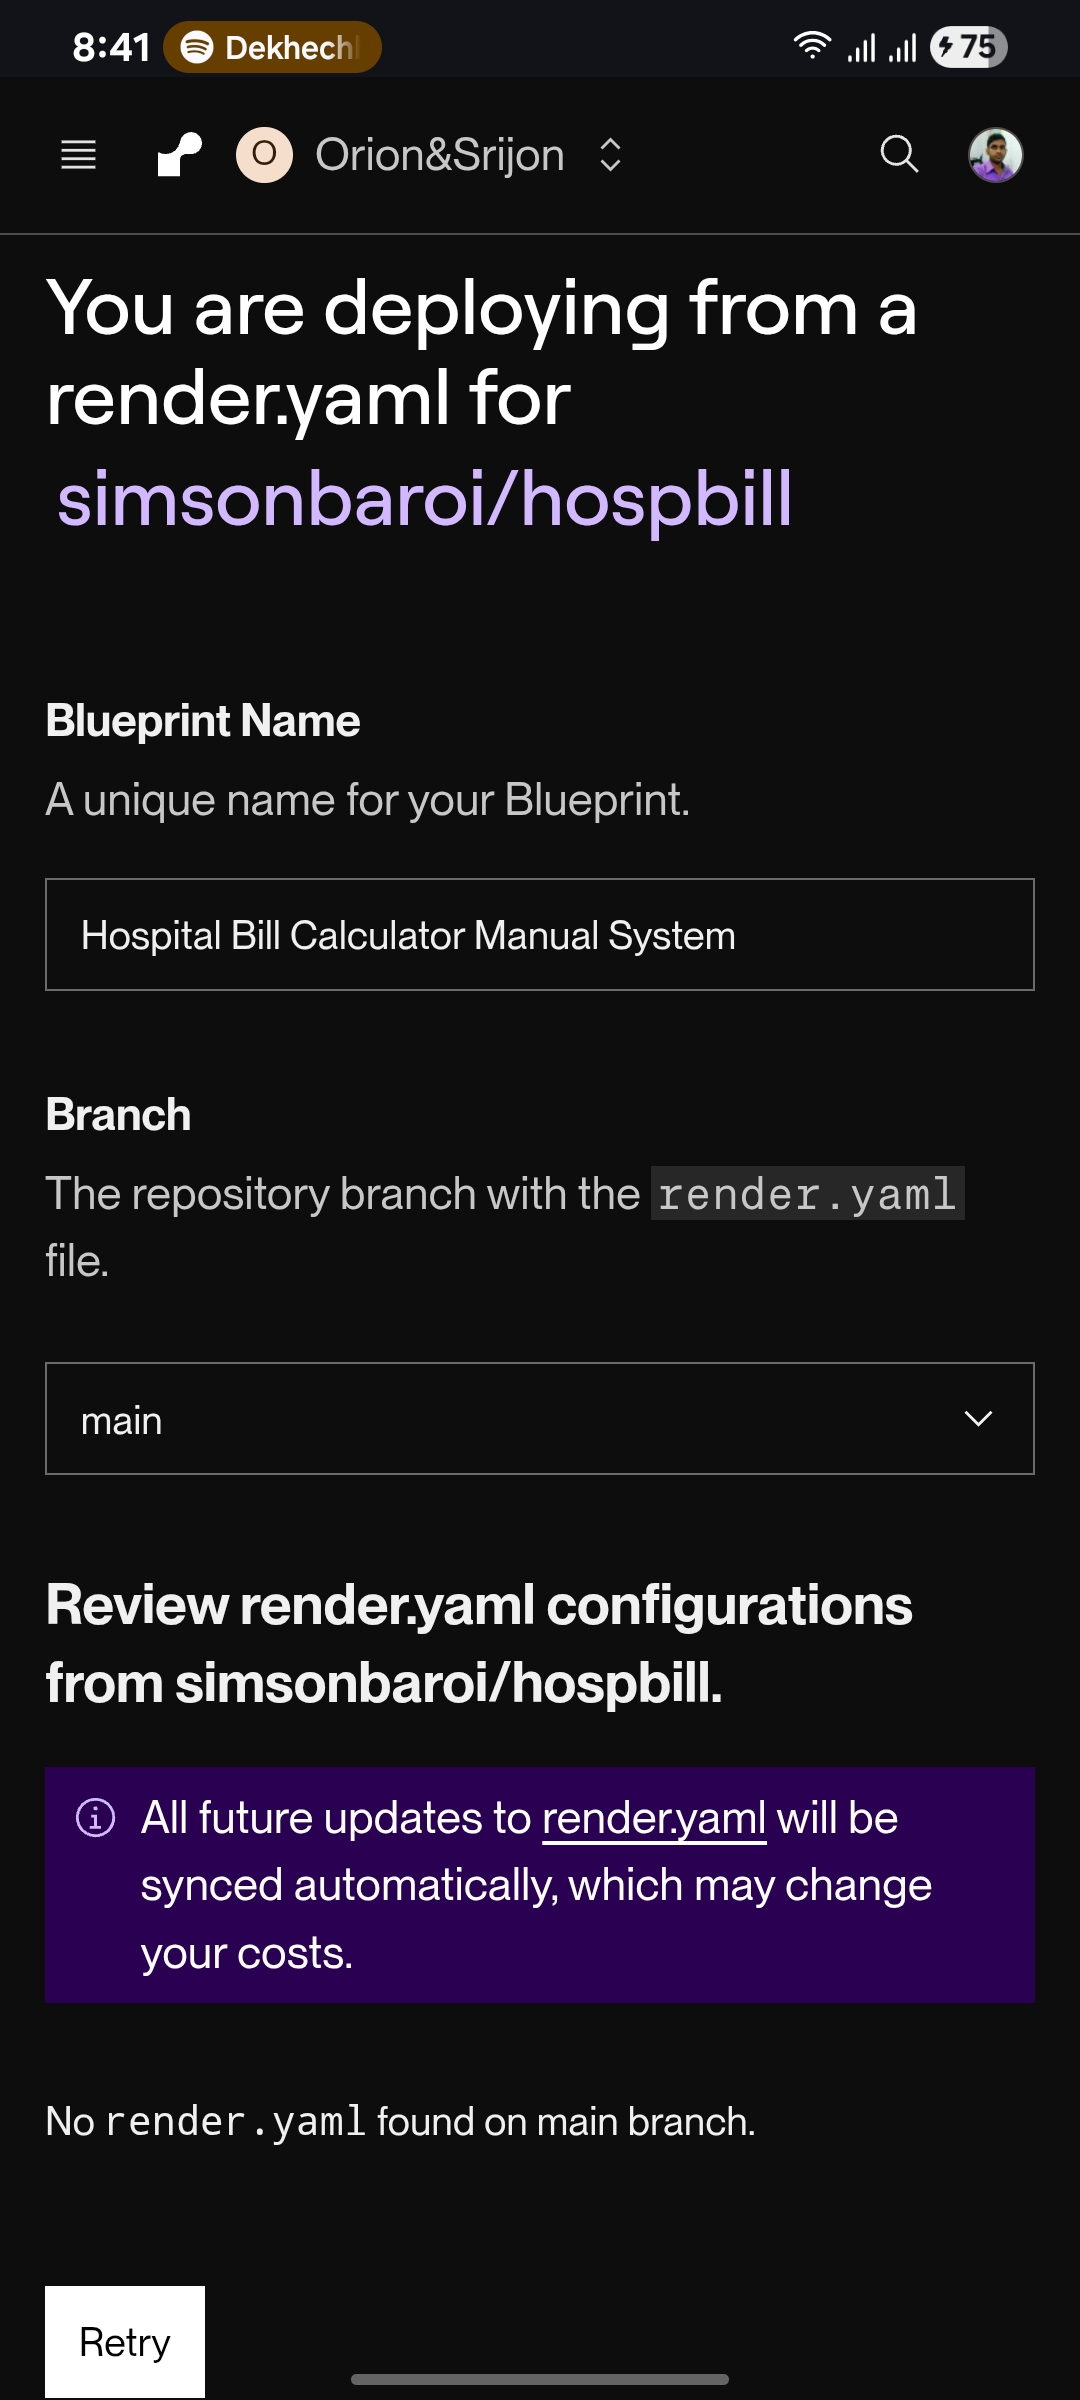 8:41
Dekhech
75
O
Orion&Srijon
You are deploying from a
render.yaml for
simsonbaroi/hospbill
Blueprint Name
A unique name for your Blueprint.
Hospital Bill Calculator Manual System
Branch
The repository branch with the render.yaml
file.
main
Review render.yaml configurations
from simsonbaroi/hospbill.
All future updates to render.yaml will be
synced automatically, which may change
your costs.
No render.yaml found on main branch.
Retry